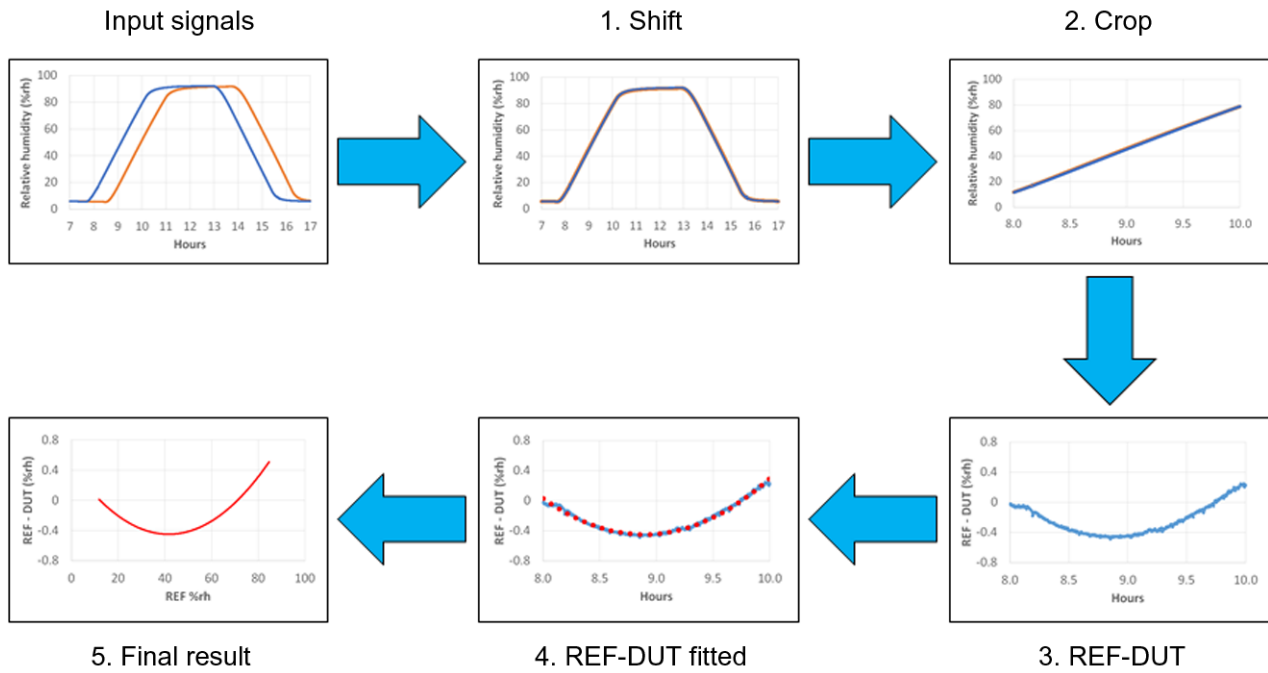 Input signals
1. Shift
2. Crop
Relative humidity (%rh)
100
80
60
40
20
0
7 8 9 10 11 12 13 14 15 16 17
Hours
Relative humidity (%rh)
100
80
60
40
20
0
7 8 9 10 11 12 13 14 15 16 17
Hours
Relative humidity (%rh)
100
80
60
40
20
0
8.0 8.5 9.0 9.5 10.0
Hours
REF - DUT (%rh)
0.8
0.4
0
-0.4
-0.8
0 20 40 60 80 100
REF %rh
REF - DUT (%rh)
0.8
0.4
0
-0.4
-0.8
8.0 8.5 9.0 9.5 10.0
Hours
REF - DUT (%rh)
0.8
0.4
0
-0.4
-0.8
8.0 8.5 9.0 9.5 10.0
Hours
5. Final result
4. REF-DUT fitted
3. REF-DUT